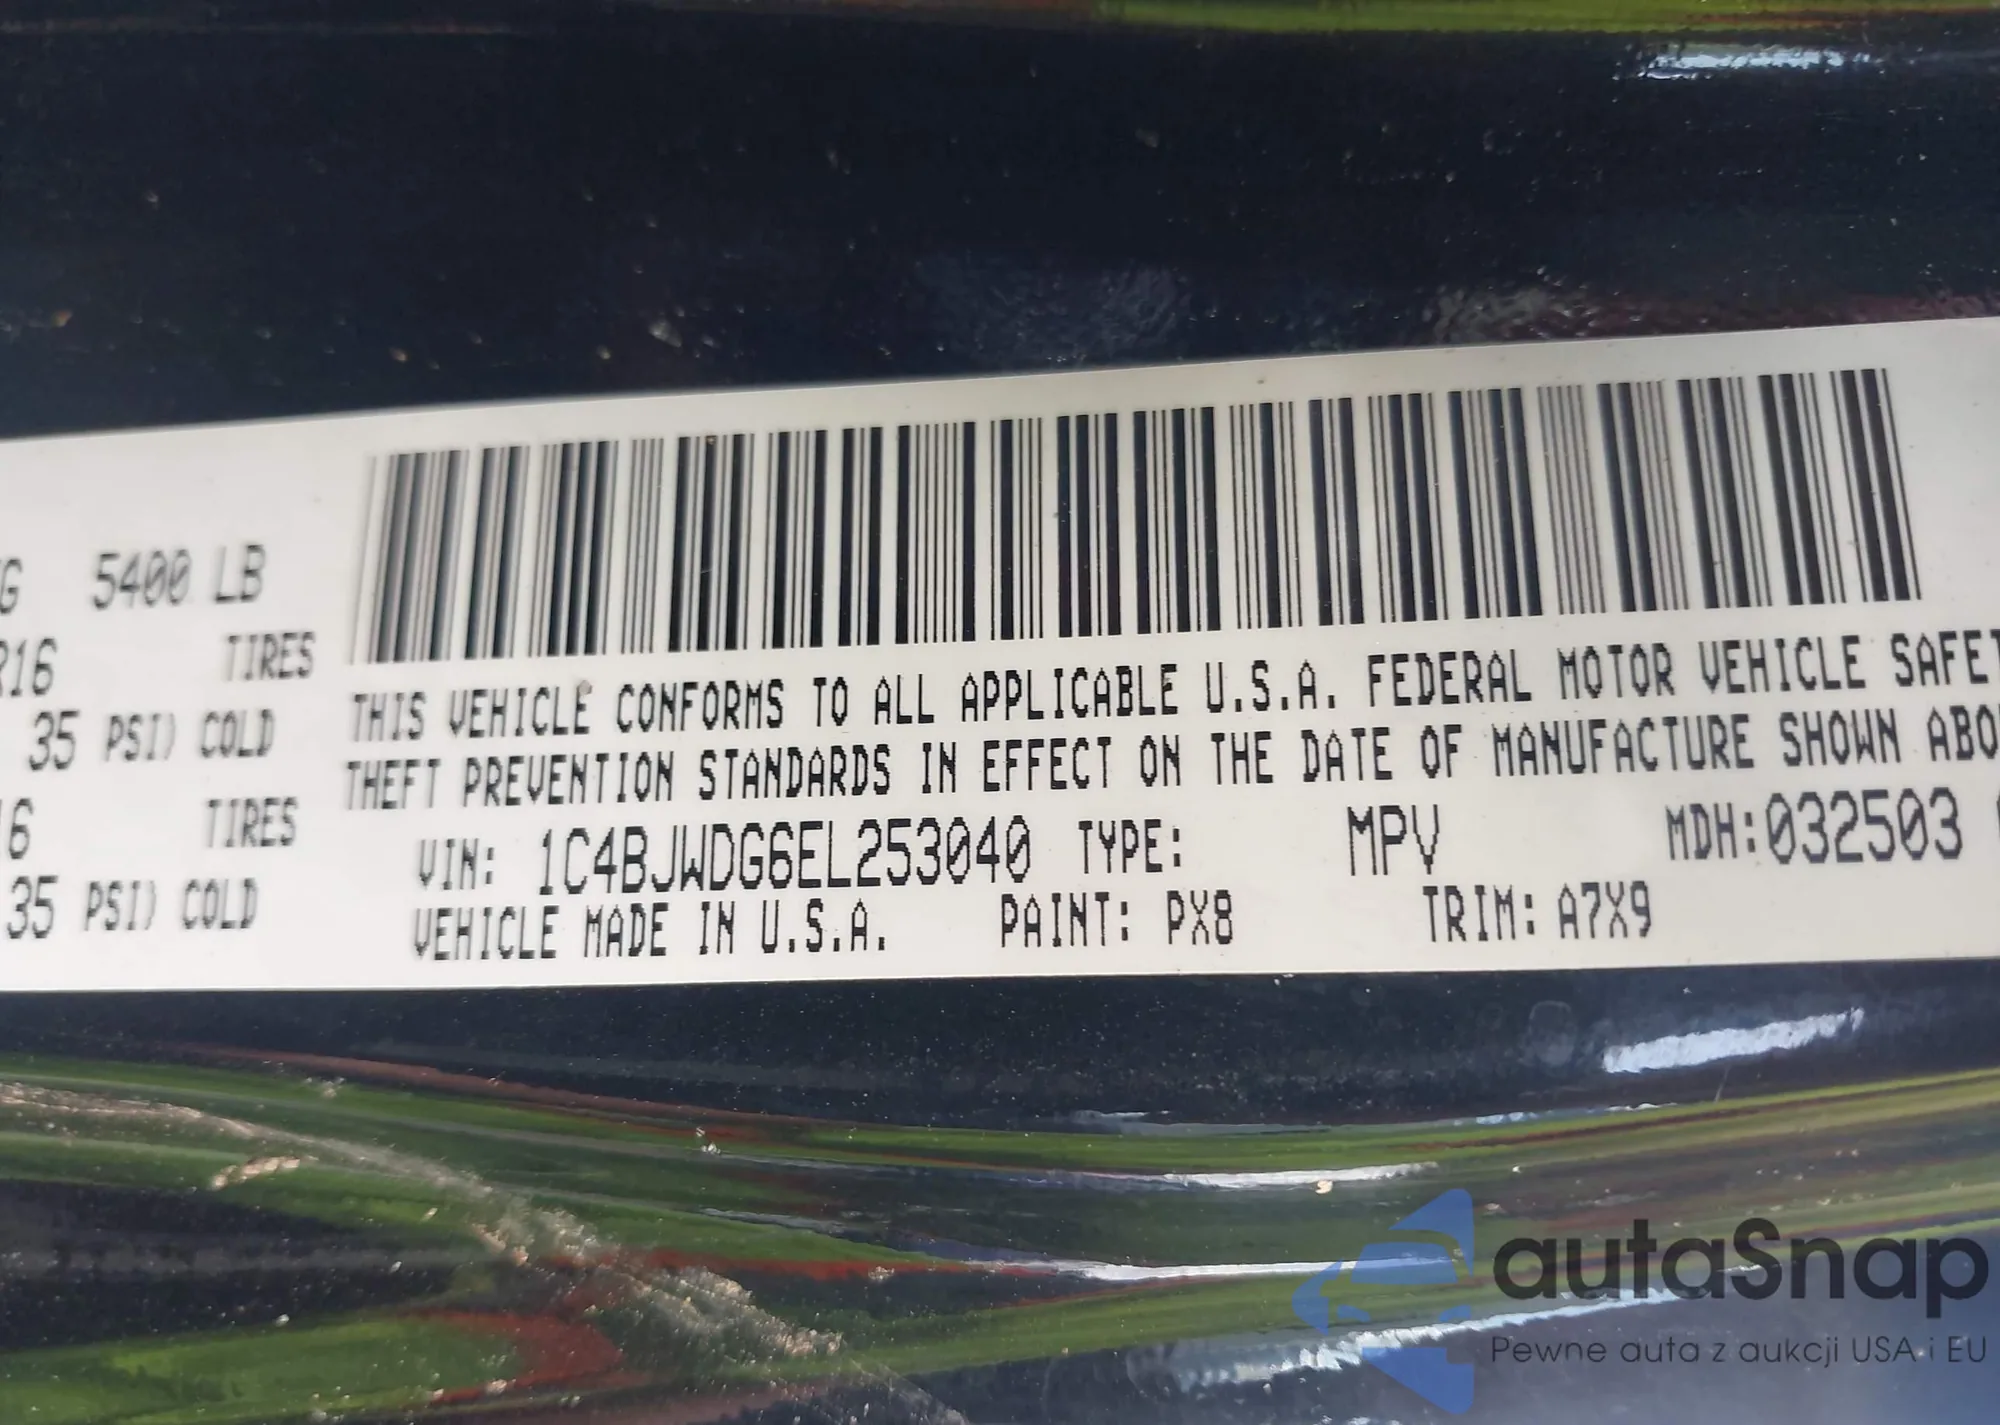 G 5400 LB
R16 TIRES
35 PSI) COLD
16 TIRES
35 PSI) COLD
THIS VEHICLE CONFORMS TO ALL APPLICABLE U.S.A. FEDERAL MOTOR VEHICLE SAFET
THEFT PREVENTION STANDARDS IN EFFECT ON THE DATE OF MANUFACTURE SHOWN ABO
VIN: 1C4BJWDG6EL253040 TYPE: MPV MDH:032503
VEHICLE MADE IN U.S.A. PAINT: PX8 TRIM: A7X9
autaSnap
Pewne auta z aukcji USA i EU